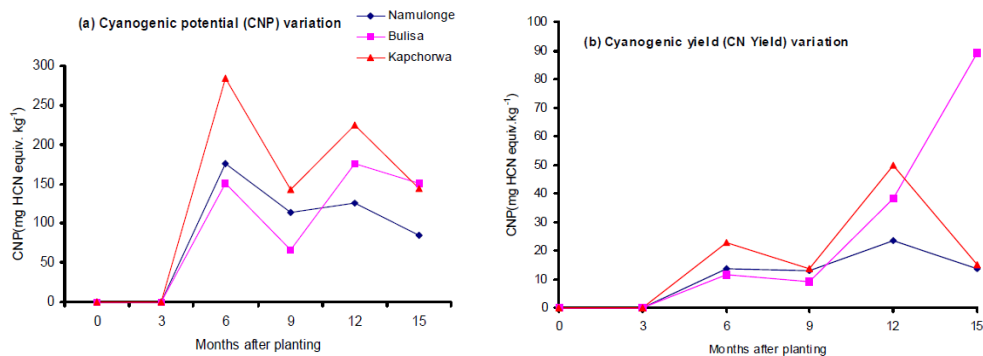 (a) Cyanogenic potential (CNP) variation
Namulonge
Bulisa
Kapchorwa
CNP(mg HCN equiv. kg-1)
300
250
200
150
100
50
0
0 3 6 9 12 15
Months after planting
(b) Cyanogenic yield (CN Yield) variation
CNP(mg HCN equiv.kg-1)
100
90
80
70
60
50
40
30
20
10
0
0 3 6 9 12 15
Months after planting